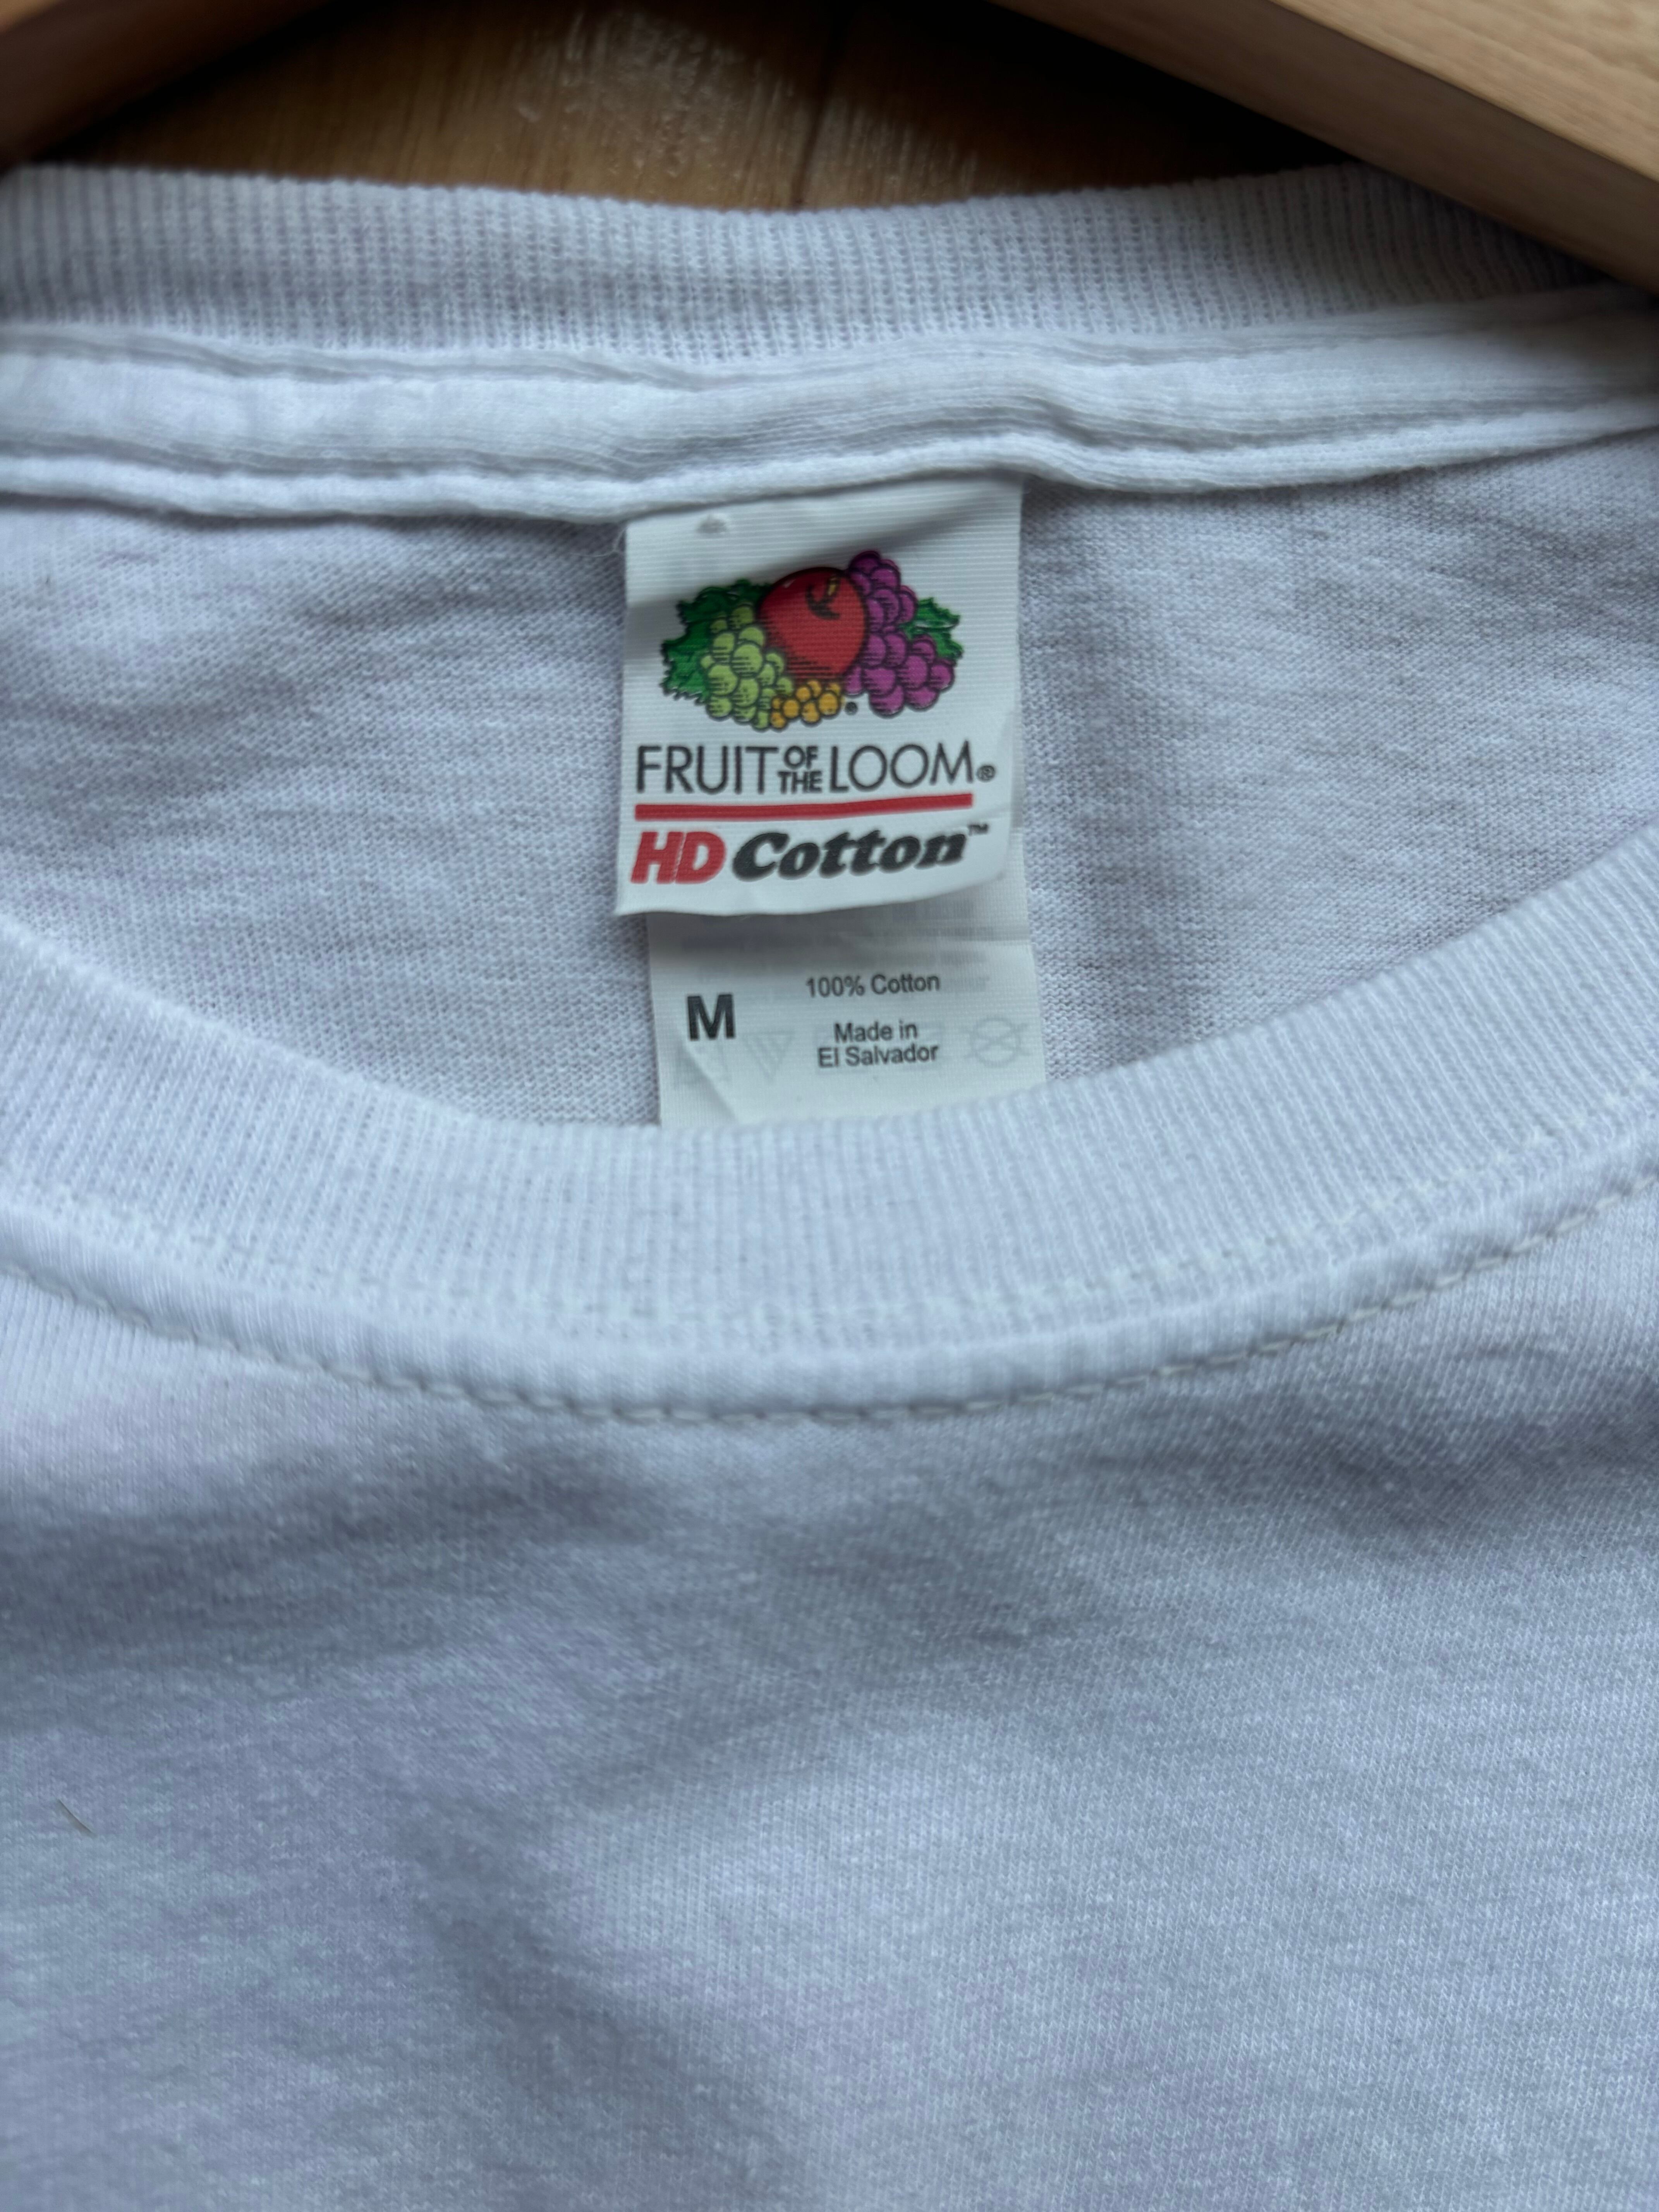 FRUIT OF THE LOOM®
HD Cotton™
M
100% Cotton
Made in
El Salvador